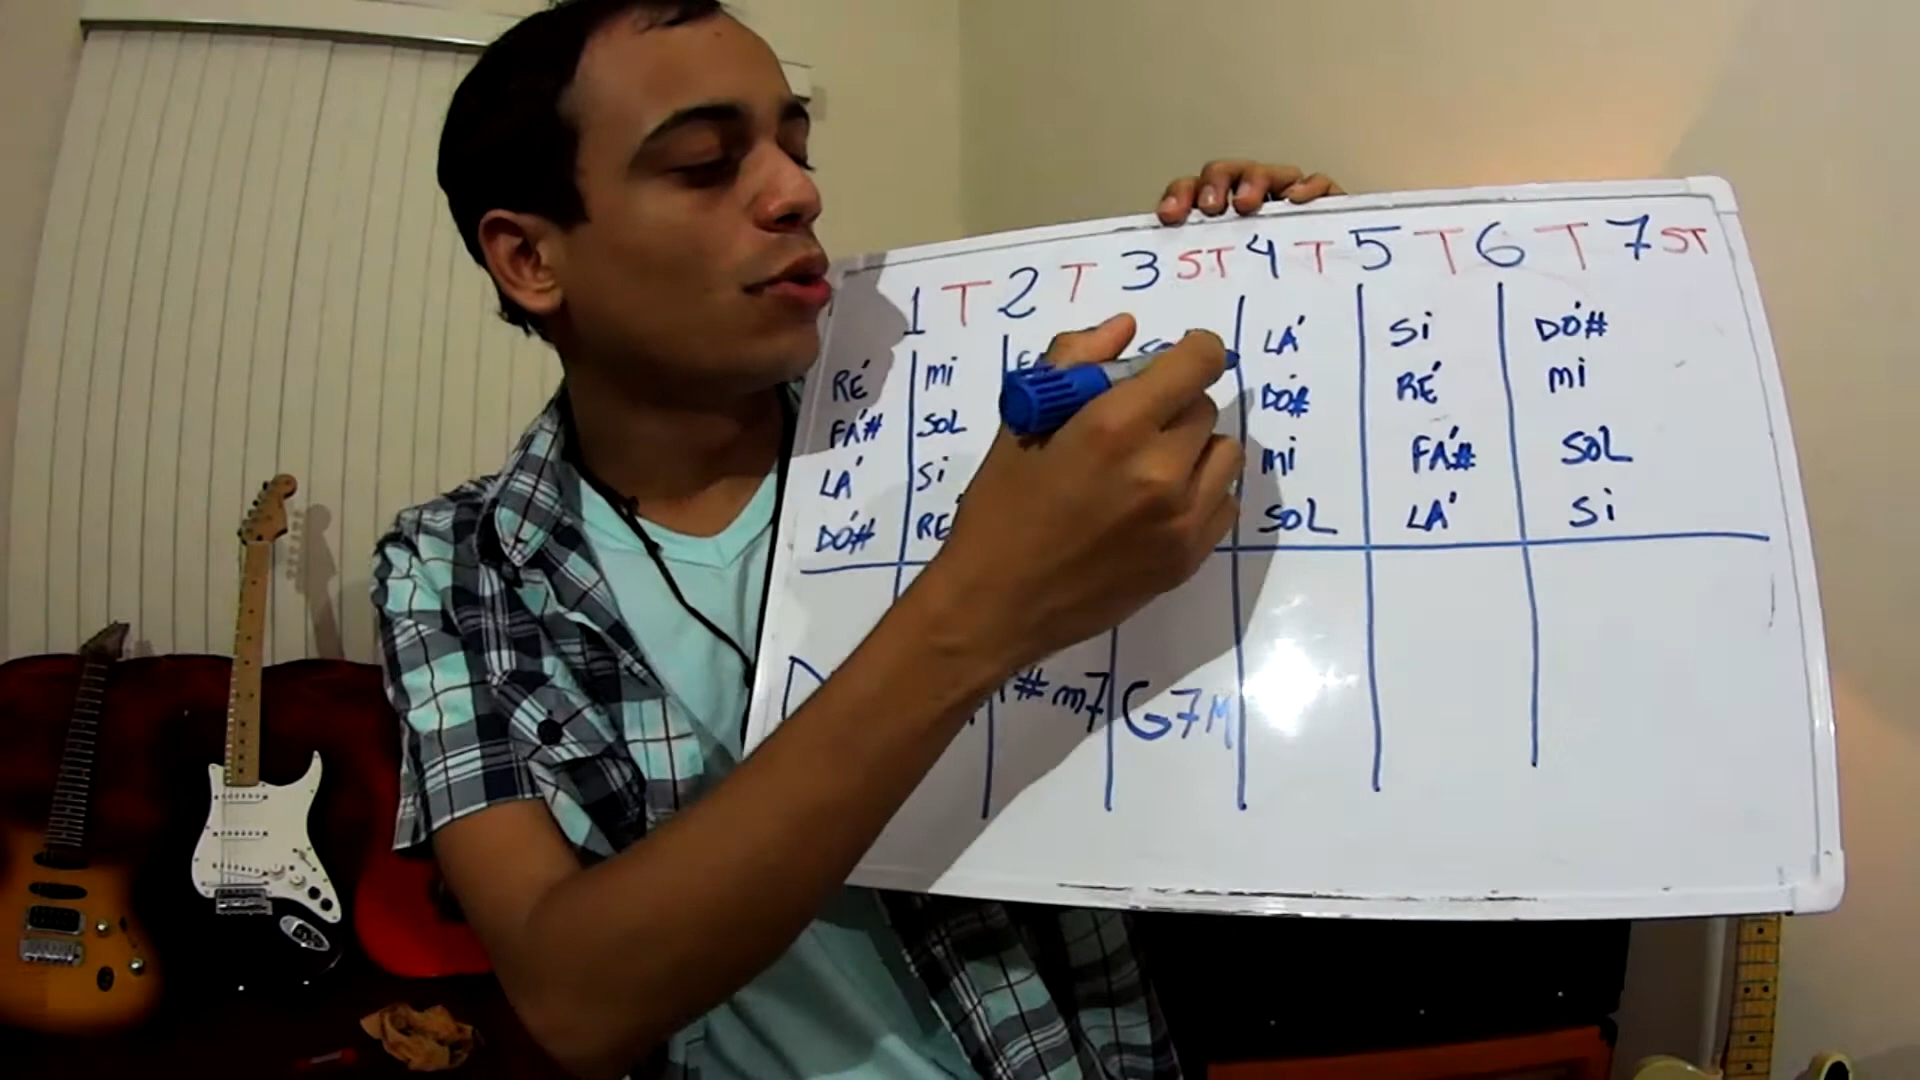 1 T 2 T 3 ST 4 T 5 T 6 T 7 ST
RÉ mi LÁ Si DÓ#
FÁ# SOL DÓ# RÉ mi
LÁ Si mi FÁ# SOL
DÓ# RÉ SOL LÁ Si
#m7 G7M